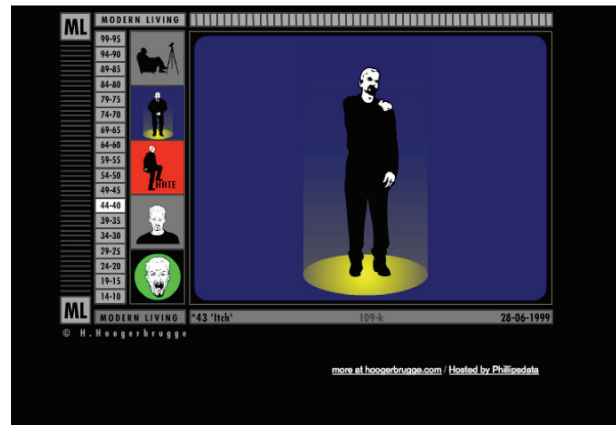 ML
MODERN LIVING
99-95
94-90
89-85
84-80
79-75
74-70
69-65
64-60
59-55
54-50
49-45
44-40
39-35
34-30
29-25
24-20
19-15
14-10
HATE
ML
MODERN LIVING
*43 'Itch'
109-k
28-06-1999
© H.Hoogerbrugge
more at hoogerbrugge.com / Hosted by Phillipsdata